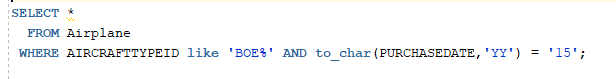 SELECT *
FROM Airplane
WHERE AIRCRAFTTYPEID like 'BOE%' AND to_char(PURCHASEDATE,'YY') = '15';